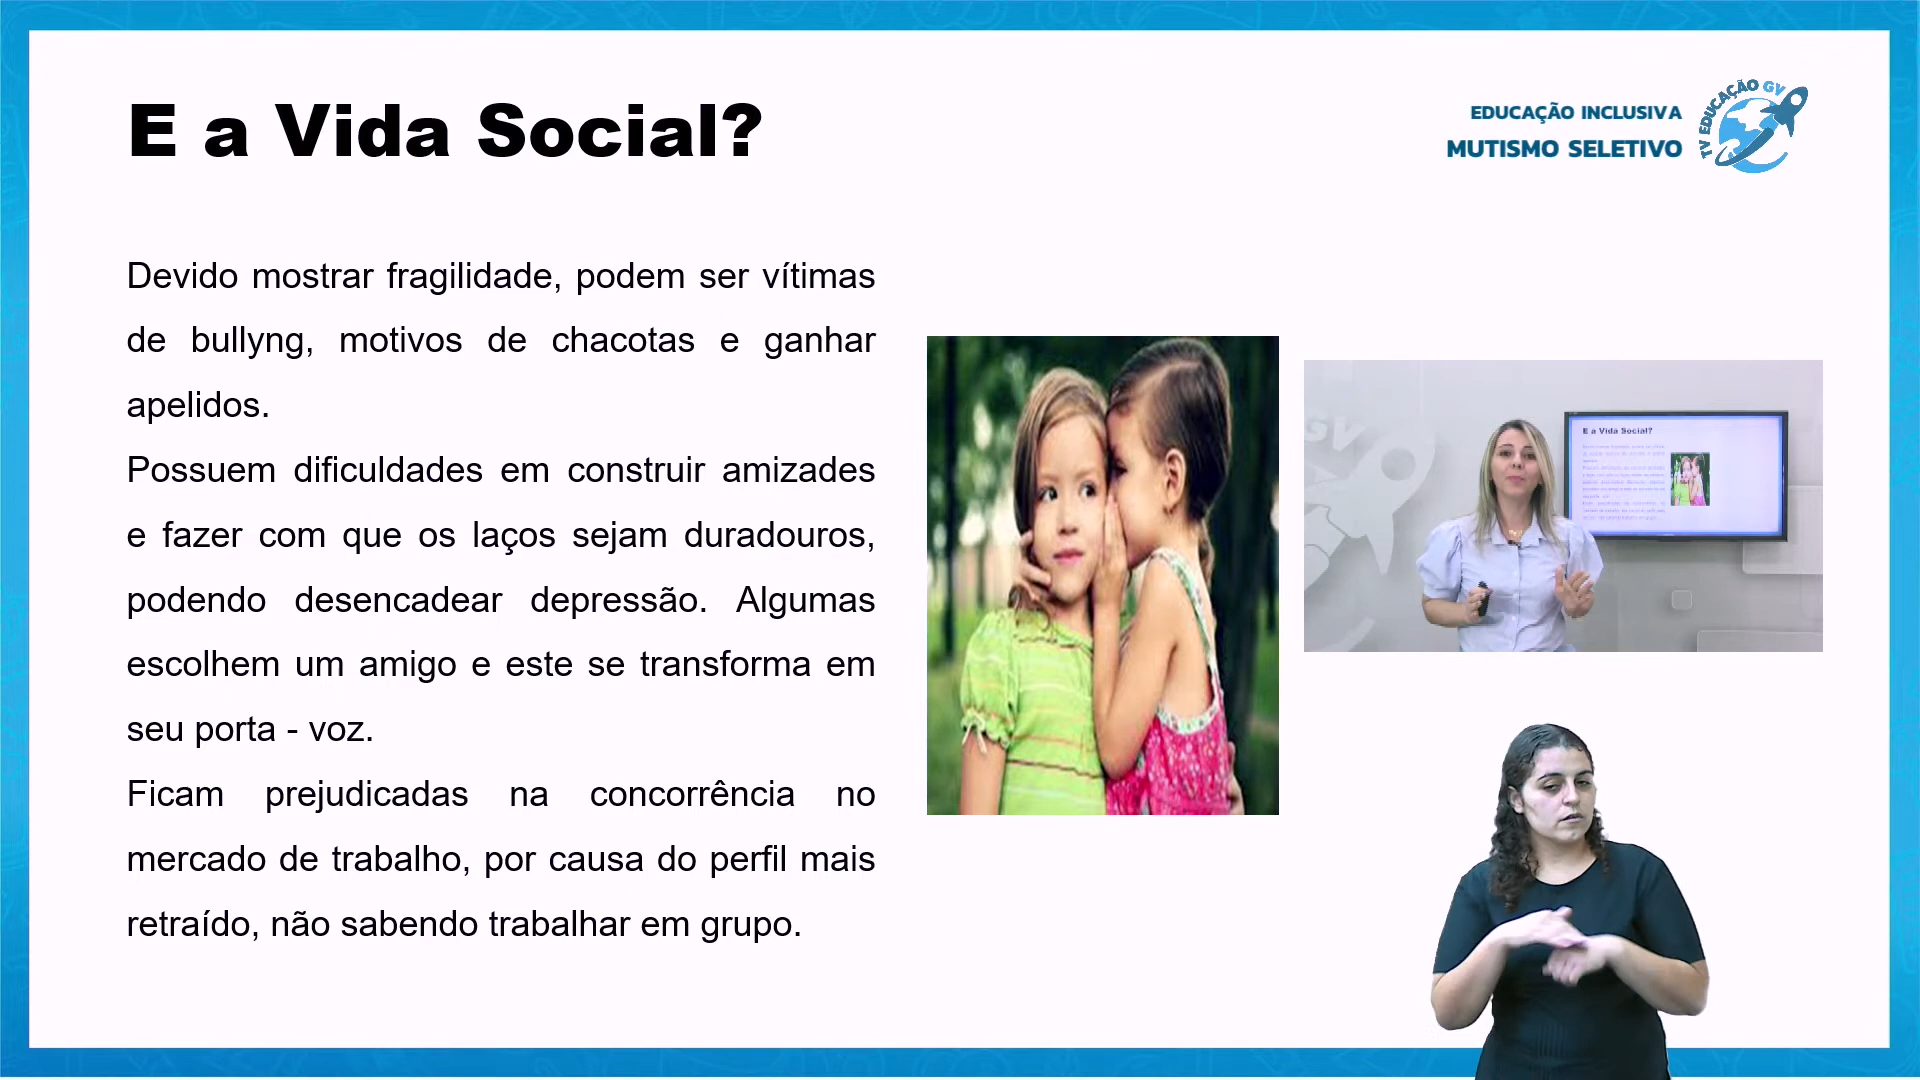 E a Vida Social?
EDUCAÇÃO INCLUSIVA
MUTISMO SELETIVO
TV EDUCAÇÃO GV
Devido mostrar fragilidade, podem ser vítimas
de bullyng, motivos de chacotas e ganhar
apelidos.
Possuem dificuldades em construir amizades
e fazer com que os laços sejam duradouros,
podendo desencadear depressão. Algumas
escolhem um amigo e este se transforma em
seu porta - voz.
Ficam prejudicadas na concorrência no
mercado de trabalho, por causa do perfil mais
retraído, não sabendo trabalhar em grupo.
GV
E a Vida Social?